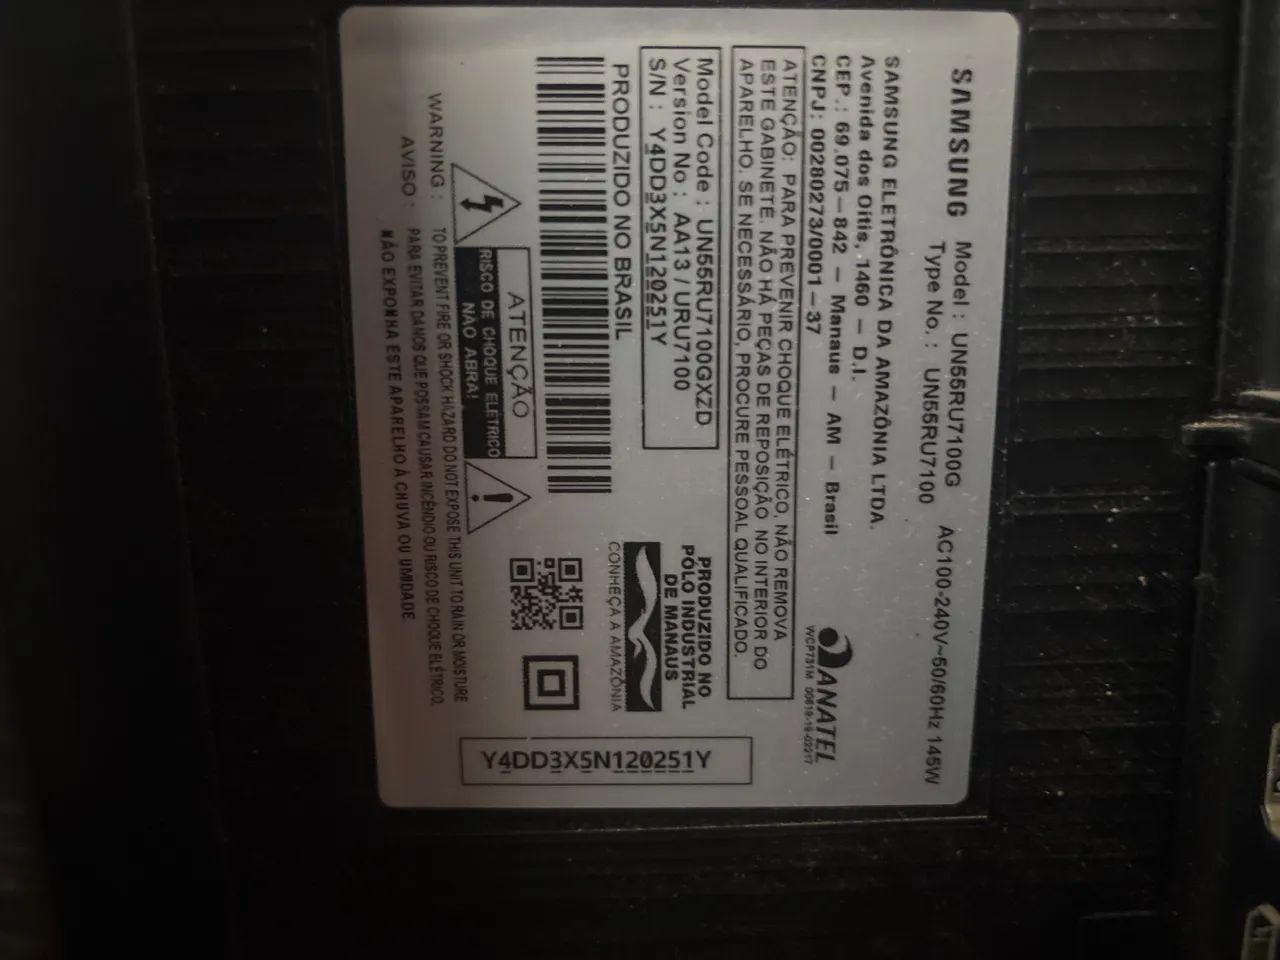 SAMSUNG Model : UN55RU7100G AC100-240V~50/60Hz 145W
Type No. : UN55RU7100
SAMSUNG ELETRÔNICA DA AMAZÔNIA LTDA.
Avenida dos Oitis, 1460 – D.I.
CEP.: 69.075–842 – Manaus – AM – Brasil
CNPJ: 00280273/0001–37
ANATEL
WCP731M 00619-19-02217
ATENÇÃO: PARA PREVENIR CHOQUE ELÉTRICO, NÃO REMOVA
ESTE GABINETE. NÃO HÁ PEÇAS DE REPOSIÇÃO NO INTERIOR DO
APARELHO. SE NECESSÁRIO, PROCURE PESSOAL QUALIFICADO.
Model Code : UN55RU7100GXZD
Version No : AA13 / URU7100
S/N : Y4DD3X5N120251Y
PRODUZIDO NO BRASIL
PRODUZIDO NO
PÓLO INDUSTRIAL
DE MANAUS
CONHEÇA A AMAZÔNIA
ATENÇÃO
RISCO DE CHOQUE ELÉTRICO
NÃO ABRA!
WARNING : TO PREVENT FIRE OR SHOCK HAZARD DO NOT EXPOSE THIS UNIT TO RAIN OR MOISTURE
AVISO : PARA EVITAR DANOS QUE POSSAM CAUSAR INCÊNDIO OU RISCO DE CHOQUE ELÉTRICO,
NÃO EXPONHA ESTE APARELHO À CHUVA OU UMIDADE
Y4DD3X5N120251Y